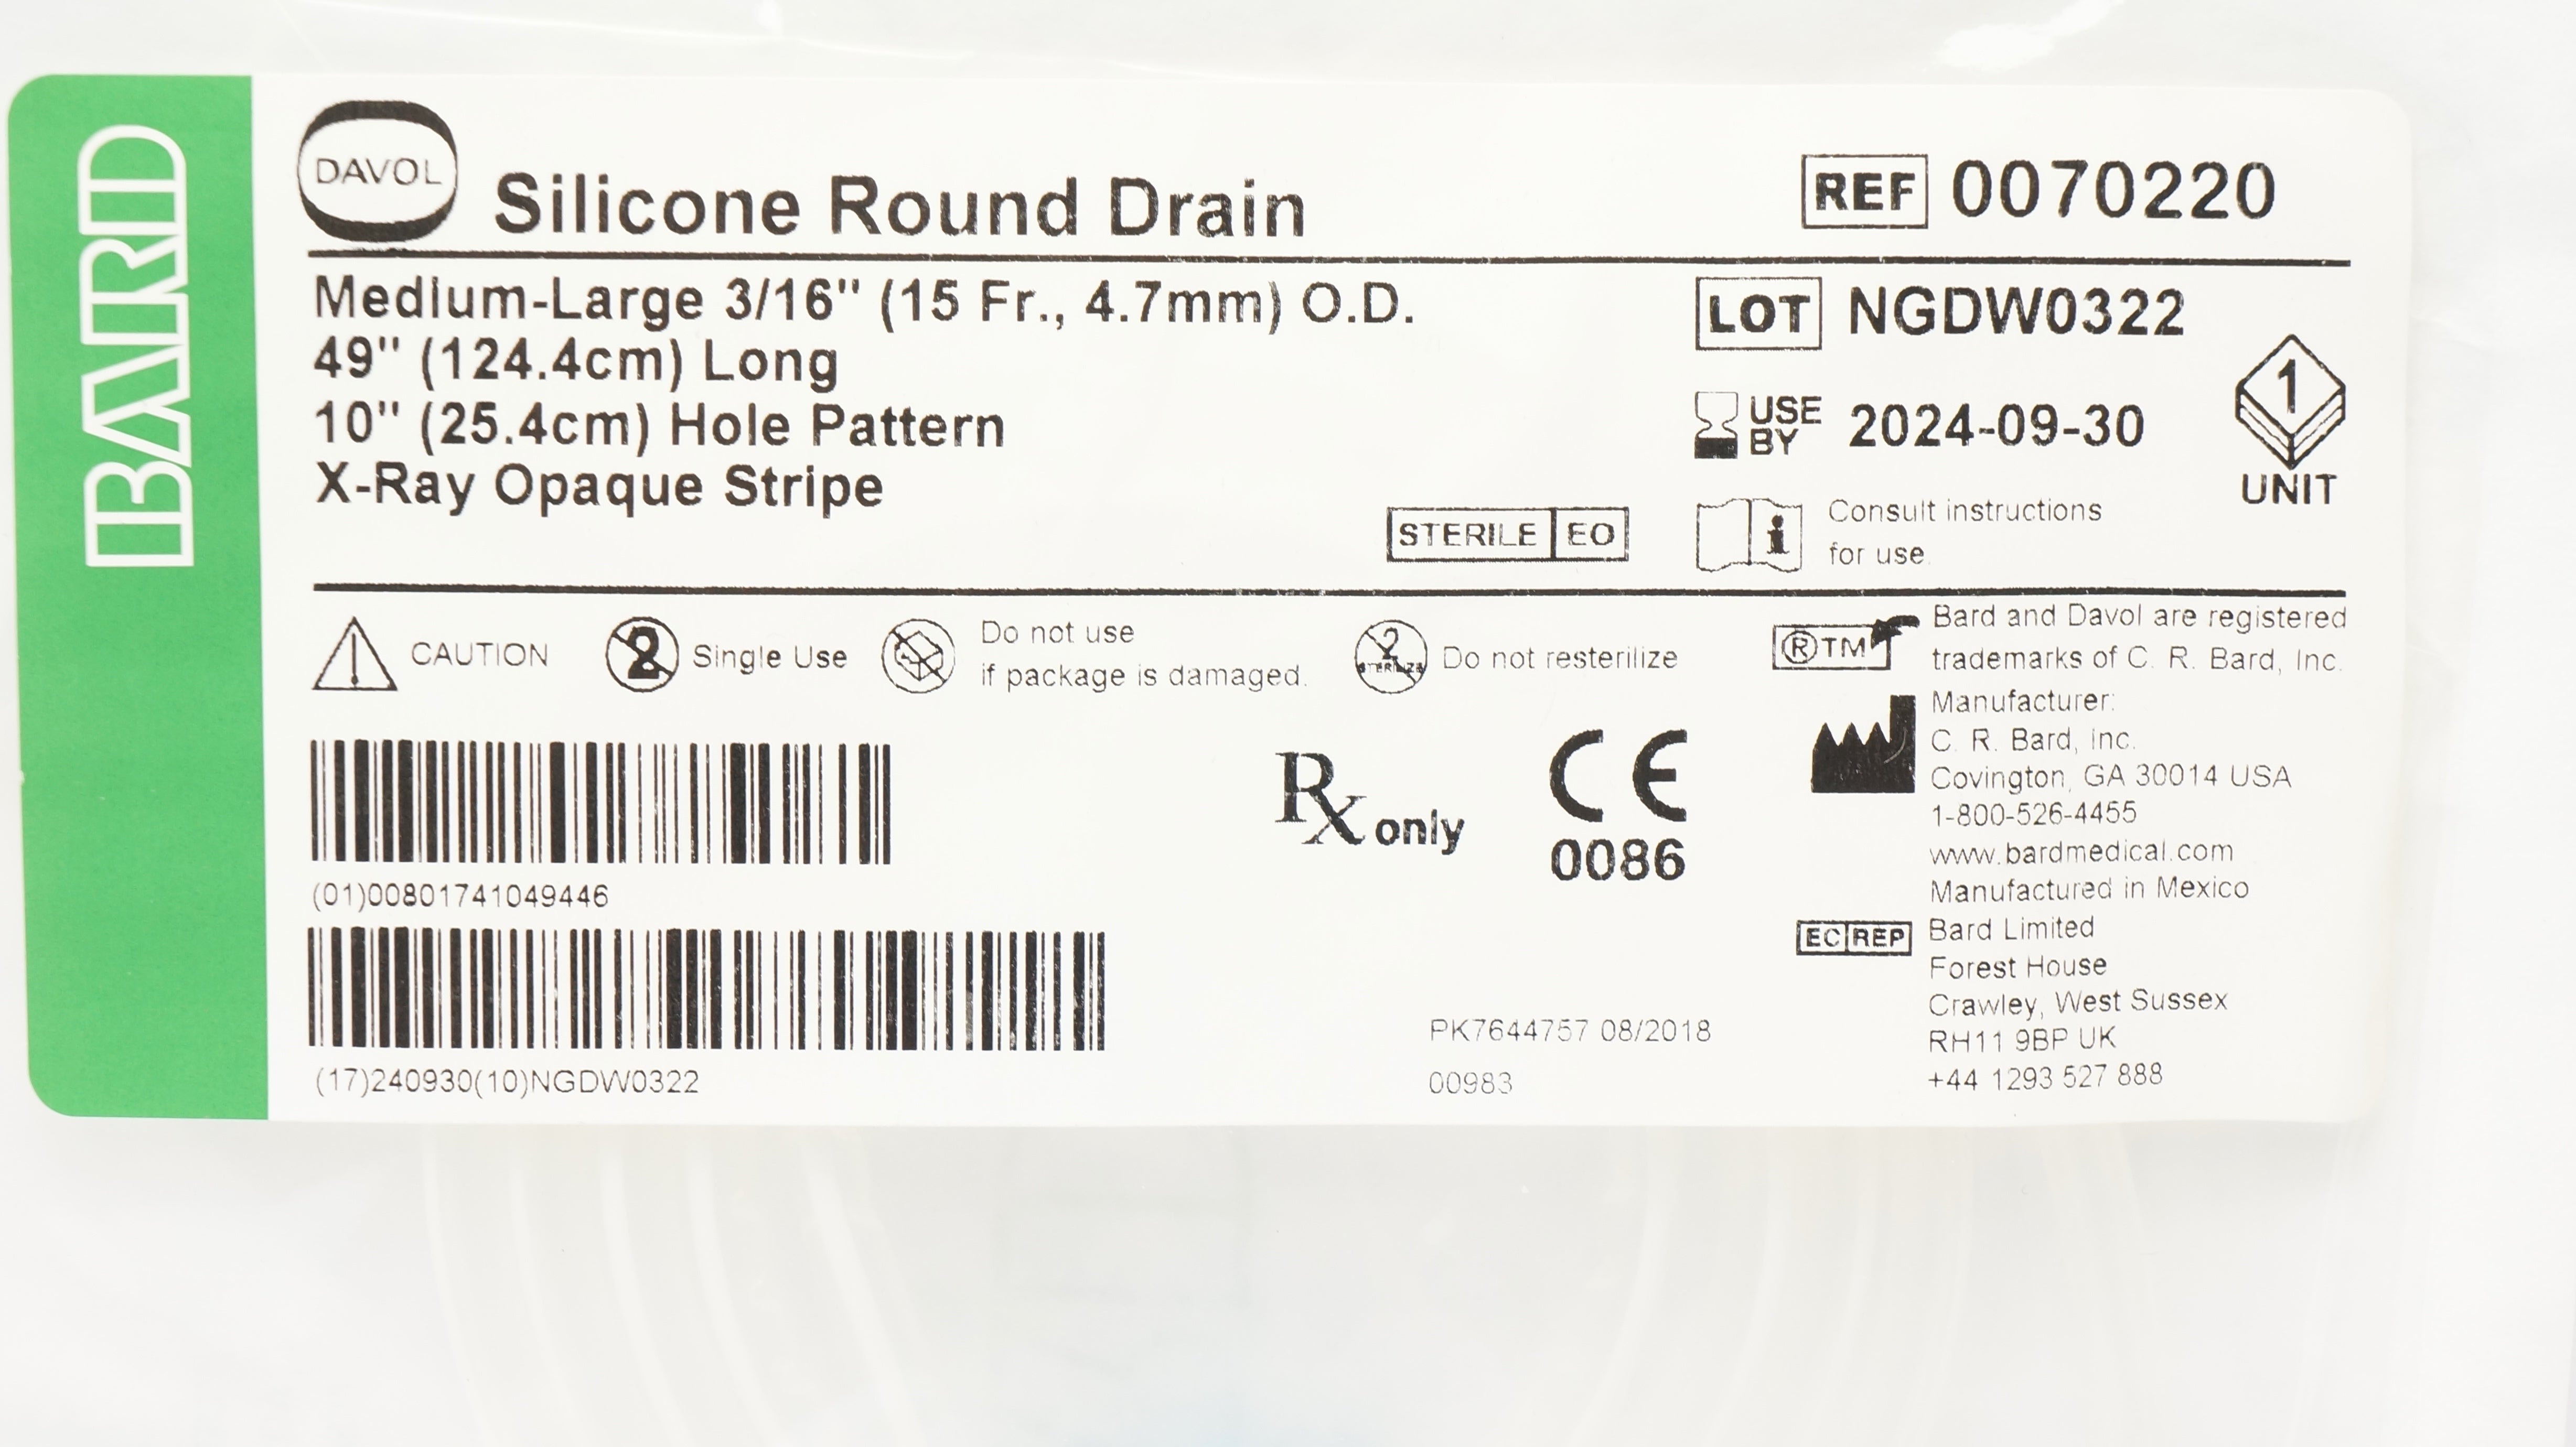 BARD
DAVOL
Silicone Round Drain
REF 0070220
Medium-Large 3/16" (15 Fr., 4.7mm) O.D.
49" (124.4cm) Long
10" (25.4cm) Hole Pattern
X-Ray Opaque Stripe
LOT NGDW0322
USE
BY
2024-09-30
1
UNIT
STERILE EO
Consult instructions
for use.
CAUTION
2
Single Use
Do not use
if package is damaged.
2
STERILIZE
Do not resterilize
®TM
Bard and Davol are registered
trademarks of C. R. Bard, Inc.
Manufacturer:
C. R. Bard, Inc.
Covington, GA 30014 USA
1-800-526-4455
www.bardmedical.com
Manufactured in Mexico
EC REP
Bard Limited
Forest House
Crawley, West Sussex
RH11 9BP UK
+44 1293 527 888
(01)00801741049446
Rx only
CE
0086
(17)240930(10)NGDW0322
PK7644757 08/2018
00983